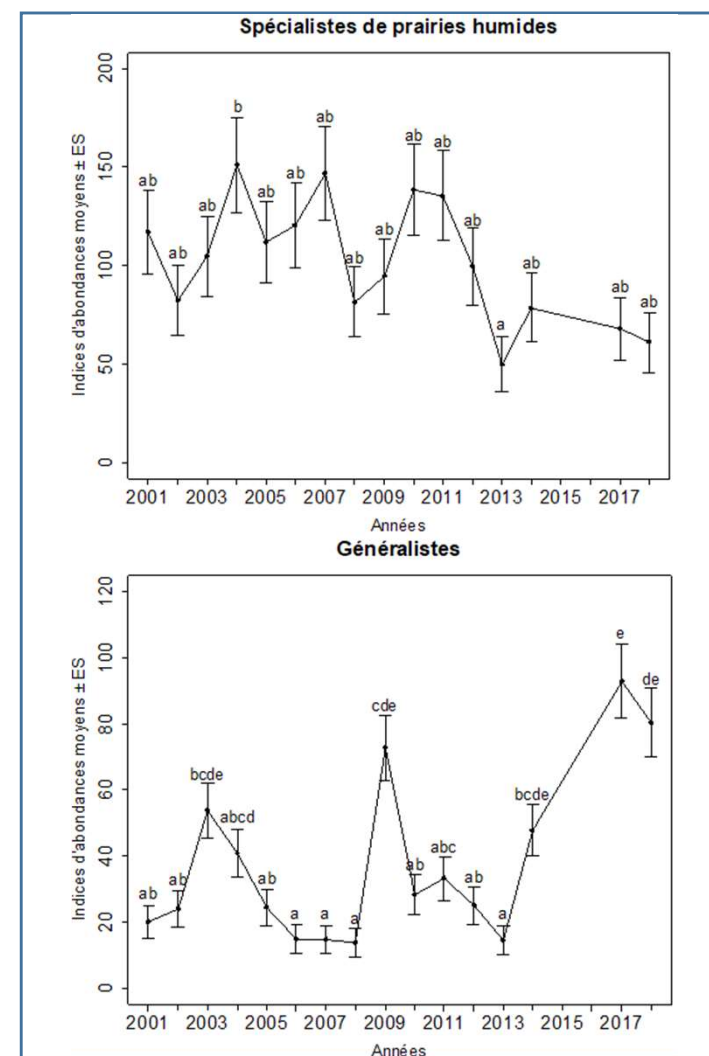 Spécialistes de prairies humides
Indices d'abondances moyens ± ES
200
150
100
50
0
ab ab ab b ab ab ab ab ab ab ab ab a ab ab ab
2001 2003 2005 2007 2009 2011 2013 2015 2017
Années
Généralistes
Indices d'abondances moyens ± ES
120
100
80
60
40
20
0
ab ab bcde abcd ab a a a cde ab abc ab a bcde e de
2001 2003 2005 2007 2009 2011 2013 2015 2017
Années